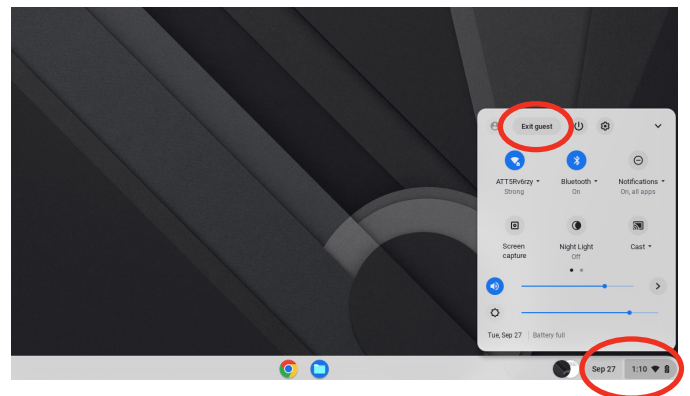 Exit guest
ATT5Rv6rzy Bluetooth Notifications
Strong On On, all apps
Screen capture Night Light Cast
Off
Tue, Sep 27 Battery full
Sep 27 1:10